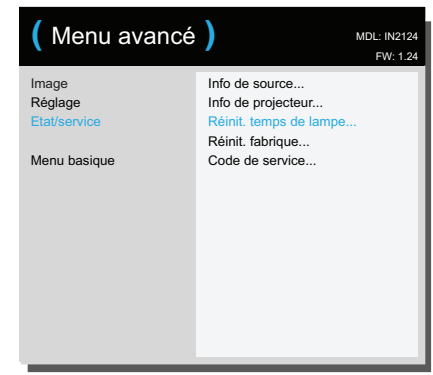 ( Menu avancé )
MDL: IN2124
FW: 1.24
Image
Réglage
Etat/service
Menu basique
Info de source...
Info de projecteur...
Réinit. temps de lampe...
Réinit. fabrique...
Code de service...